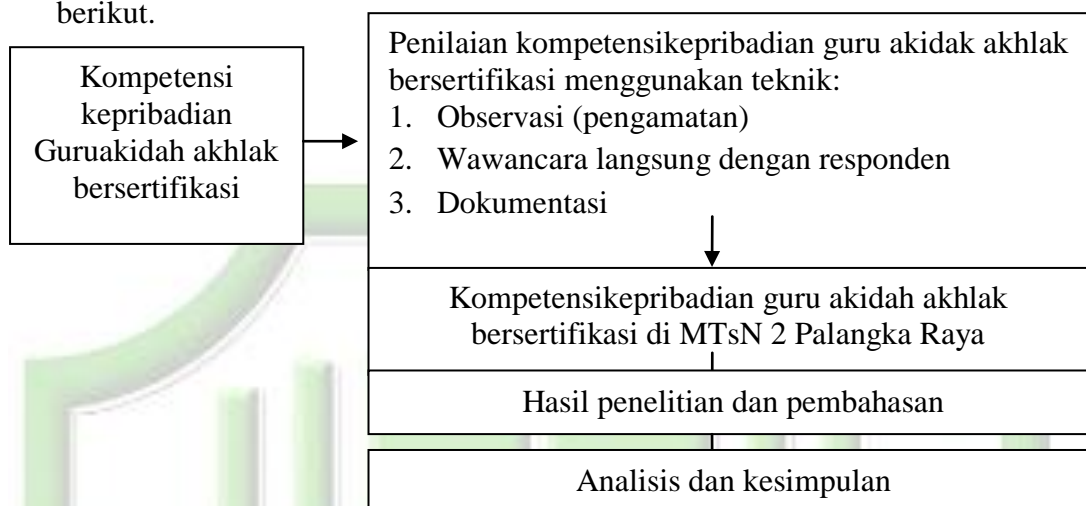 berikut.
Kompetensi
kepribadian
Guruakidah akhlak
bersertifikasi
Penilaian kompetensikepribadian guru akidak akhlak
bersertifikasi menggunakan teknik:
1. Observasi (pengamatan)
2. Wawancara langsung dengan responden
3. Dokumentasi
Kompetensikepribadian guru akidah akhlak
bersertifikasi di MTsN 2 Palangka Raya
Hasil penelitian dan pembahasan
Analisis dan kesimpulan